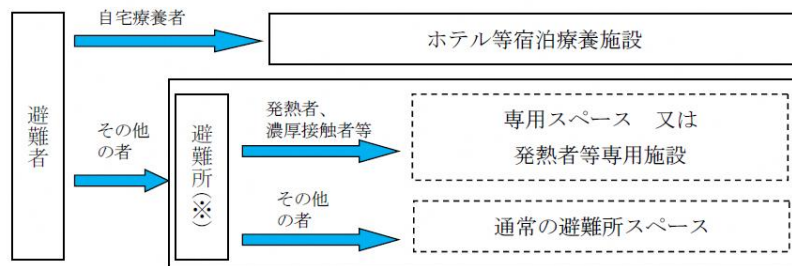 自宅療養者
ホテル等宿泊療養施設
避難者
その他
の者
避難所(※)
発熱者、
濃厚接触者等
専用スペース　又は
発熱者等専用施設
その他
の者
通常の避難所スペース